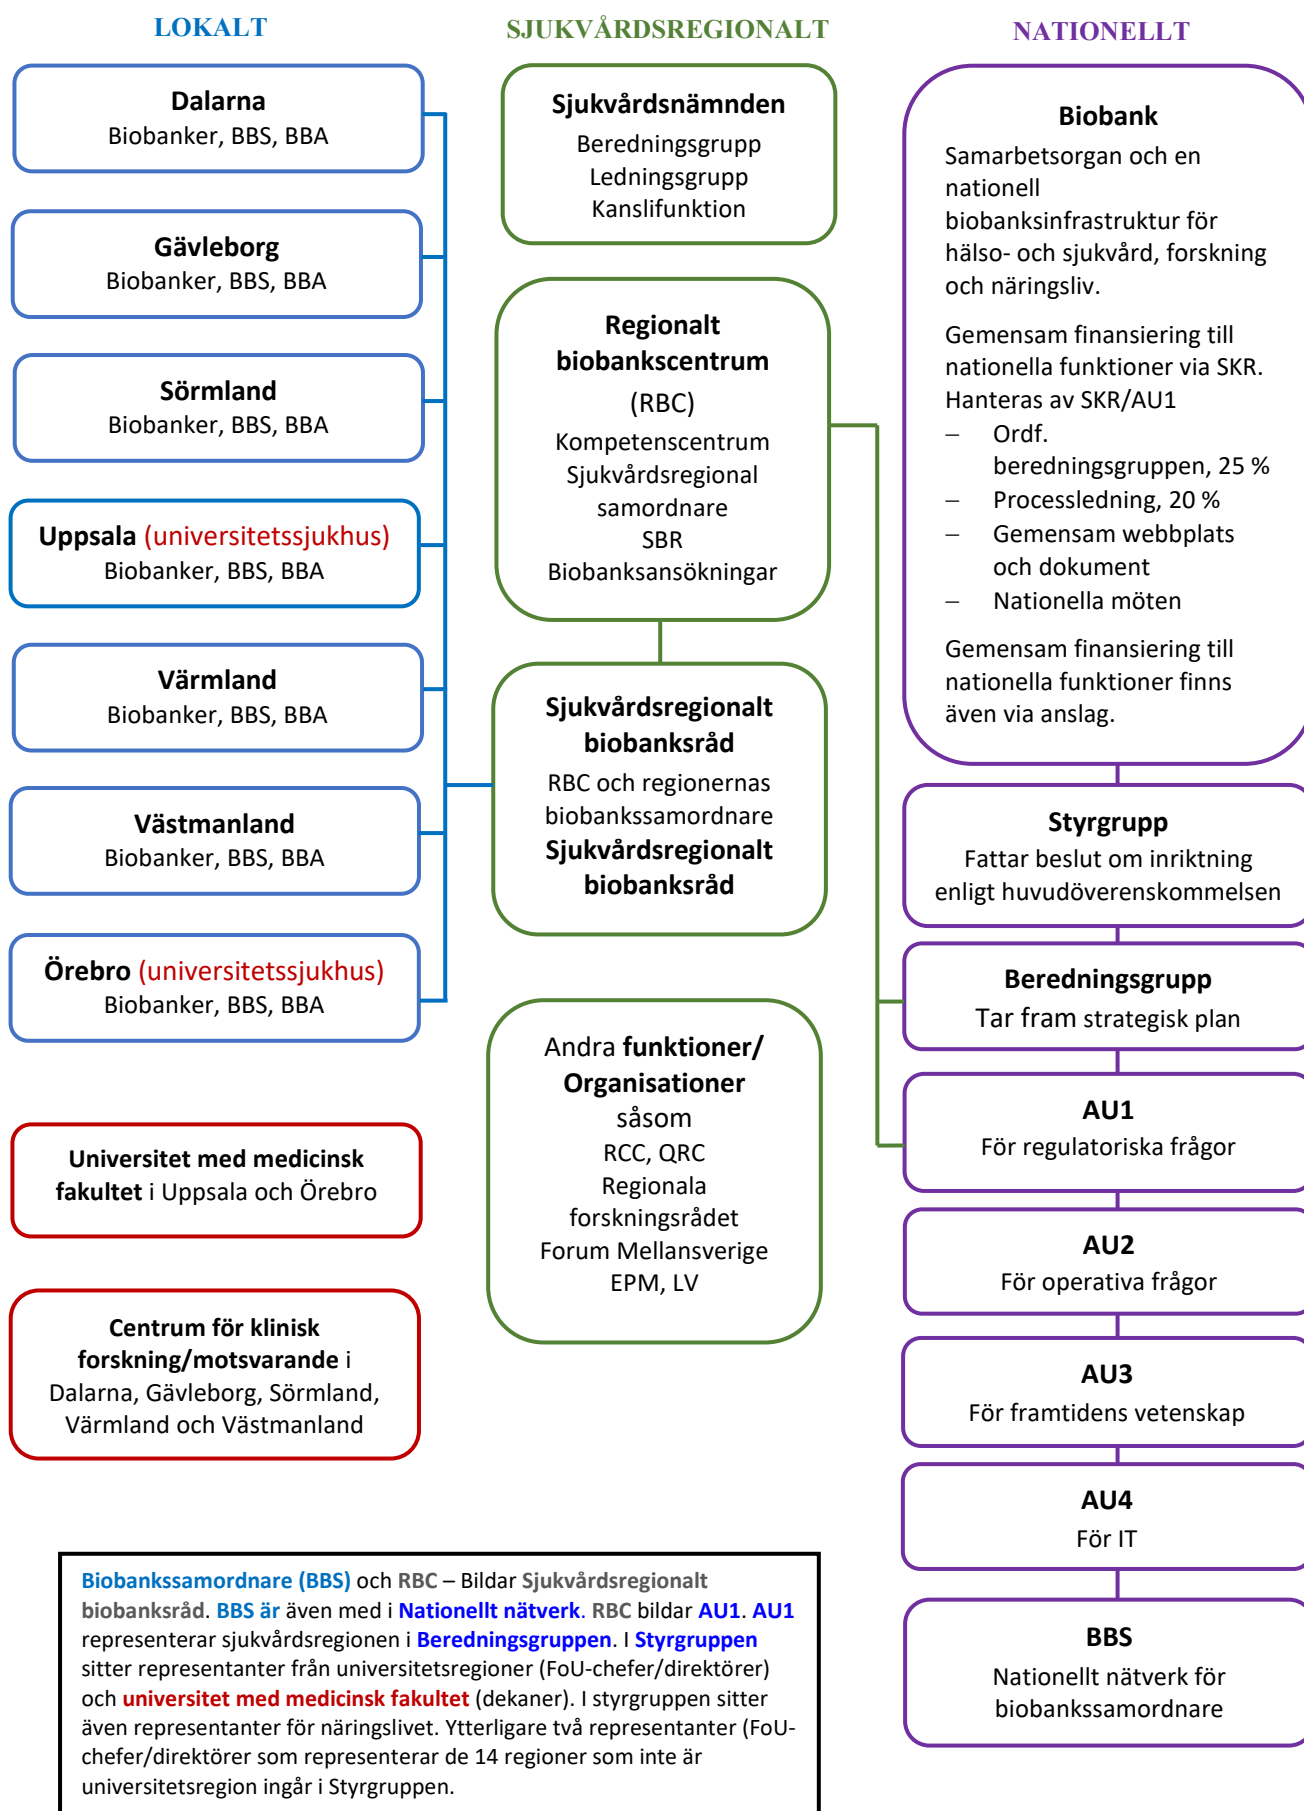 LOKALT
Dalarna
Biobanker, BBS, BBA
Gävleborg
Biobanker, BBS, BBA
Sörmland
Biobanker, BBS, BBA
Uppsala (universitetssjukhus)
Biobanker, BBS, BBA
Värmland
Biobanker, BBS, BBA
Västmanland
Biobanker, BBS, BBA
Örebro (universitetssjukhus)
Biobanker, BBS, BBA
Universitet med medicinsk
fakultet i Uppsala och Örebro
Centrum för klinisk
forskning/motsvarande i
Dalarna, Gävleborg, Sörmland,
Värmland och Västmanland
SJUKVÅRDSREGIONALT
Sjukvårdsnämnden
Beredningsgrupp
Ledningsgrupp
Kanslifunktion
Regionalt
biobankscentrum
(RBC)
Kompetenscentrum
Sjukvårdsregional
samordnare
SBR
Biobanksansökningar
Sjukvårdsregionalt
biobanksråd
RBC och regionernas
biobankssamordnare
Sjukvårdsregionalt
biobanksråd
Andra funktioner/
Organisationer
såsom
RCC, QRC
Regionala
forskningsrådet
Forum Mellansverige
EPM, LV
NATIONELLT
Biobank
Samarbetsorgan och en
nationell
biobanksinfrastruktur för
hälso- och sjukvård, forskning
och näringsliv.
Gemensam finansiering till
nationella funktioner via SKR.
Hanteras av SKR/AU1
– Ordf.
beredningsgruppen, 25 %
– Processledning, 20 %
– Gemensam webbplats
och dokument
– Nationella möten
Gemensam finansiering till
nationella funktioner finns
även via anslag.
Styrgrupp
Fattar beslut om inriktning
enligt huvudöverenskommelsen
Beredningsgrupp
Tar fram strategisk plan
AU1
För regulatoriska frågor
AU2
För operativa frågor
AU3
För framtidens vetenskap
AU4
För IT
BBS
Nationellt nätverk för
biobankssamordnare
Biobankssamordnare (BBS) och RBC – Bildar Sjukvårdsregionalt
biobanksråd. BBS är även med i Nationellt nätverk. RBC bildar AU1. AU1
representerar sjukvårdsregionen i Beredningsgruppen. I Styrgruppen
sitter representanter från universitetsregioner (FoU-chefer/direktörer)
och universitet med medicinsk fakultet (dekaner). I styrgruppen sitter
även representanter för näringslivet. Ytterligare två representanter (FoU-
chefer/direktörer som representerar de 14 regioner som inte är
universitetsregion ingår i Styrgruppen.